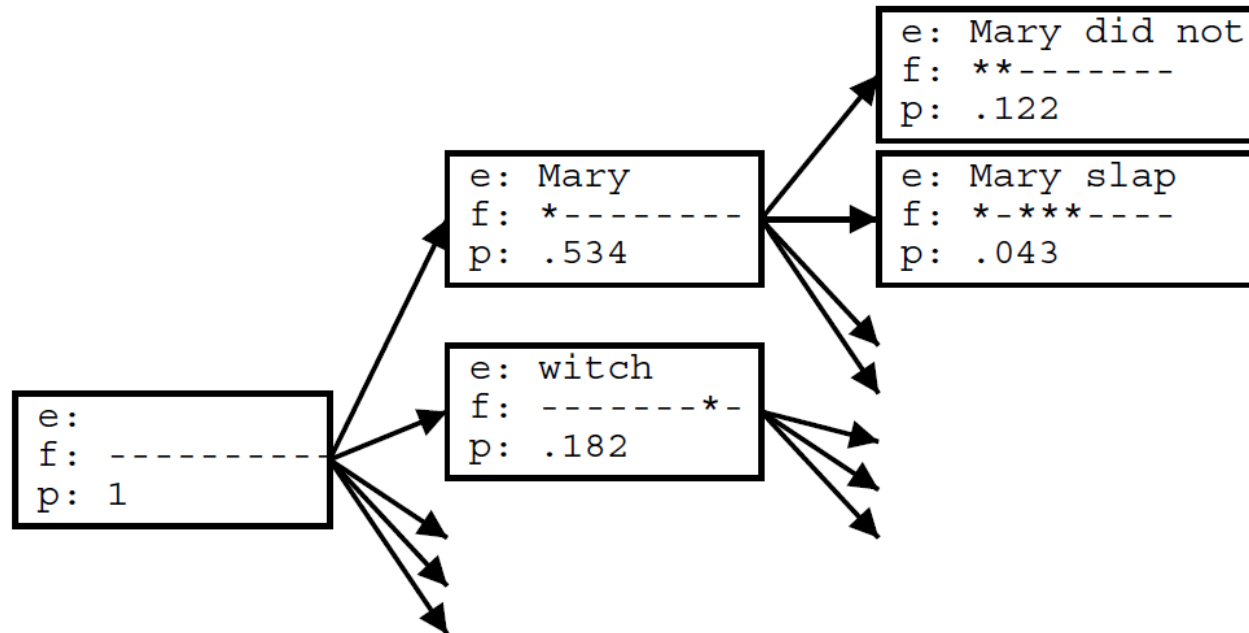 e: Mary did not
f: **-------
p: .122
e: Mary
f: *--------
p: .534
e: Mary slap
f: *-***----
p: .043
e: witch
f: -------*-
p: .182
e:
f: ----------
p: 1